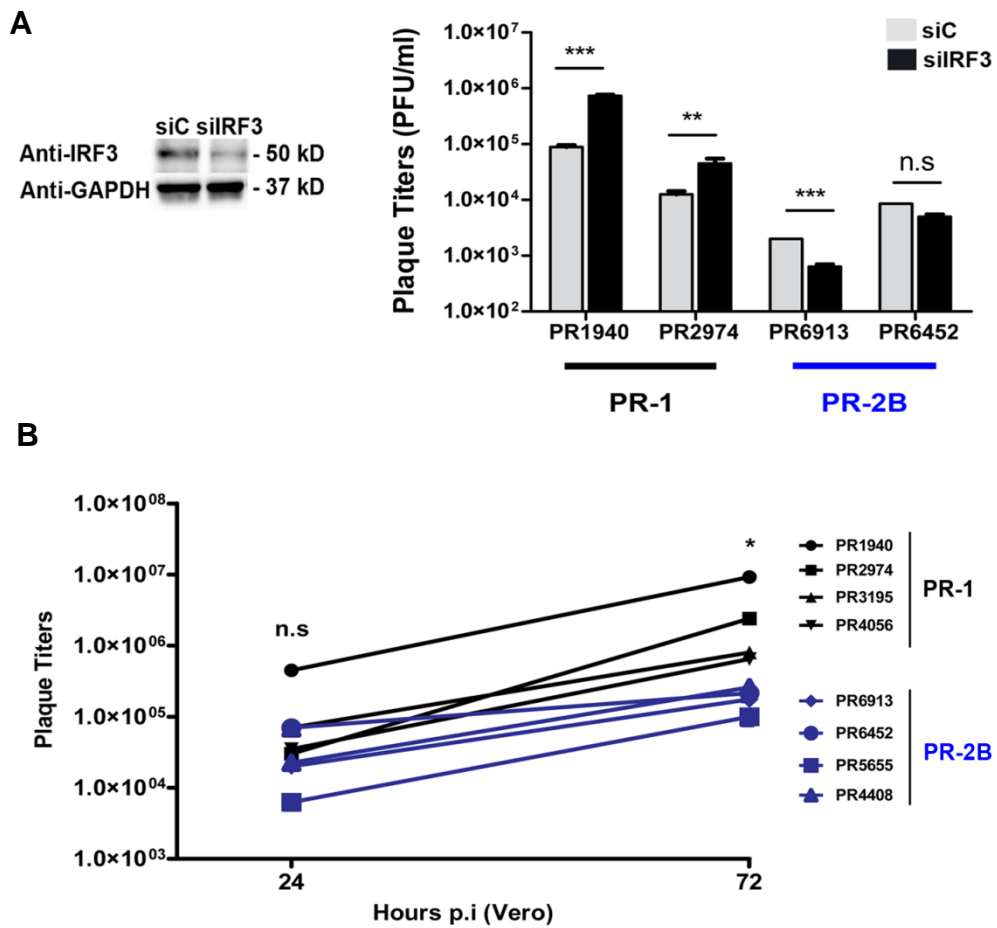 A
siC siIRF3
Anti-IRF3
- 50 kD
Anti-GAPDH
- 37 kD
Plaque Titers (PFU/ml)
1.0×10⁷
1.0×10⁶
1.0×10⁵
1.0×10⁴
1.0×10³
1.0×10²
***
**
***
n.s
siC
siIRF3
PR1940
PR2974
PR6913
PR6452
PR-1
PR-2B
B
Plaque Titers
1.0×10⁰⁸
1.0×10⁰⁷
1.0×10⁰⁶
1.0×10⁰⁵
1.0×10⁰⁴
1.0×10⁰³
n.s
*
24
72
Hours p.i (Vero)
PR1940
PR2974
PR3195
PR4056
PR-1
PR6913
PR6452
PR5655
PR4408
PR-2B